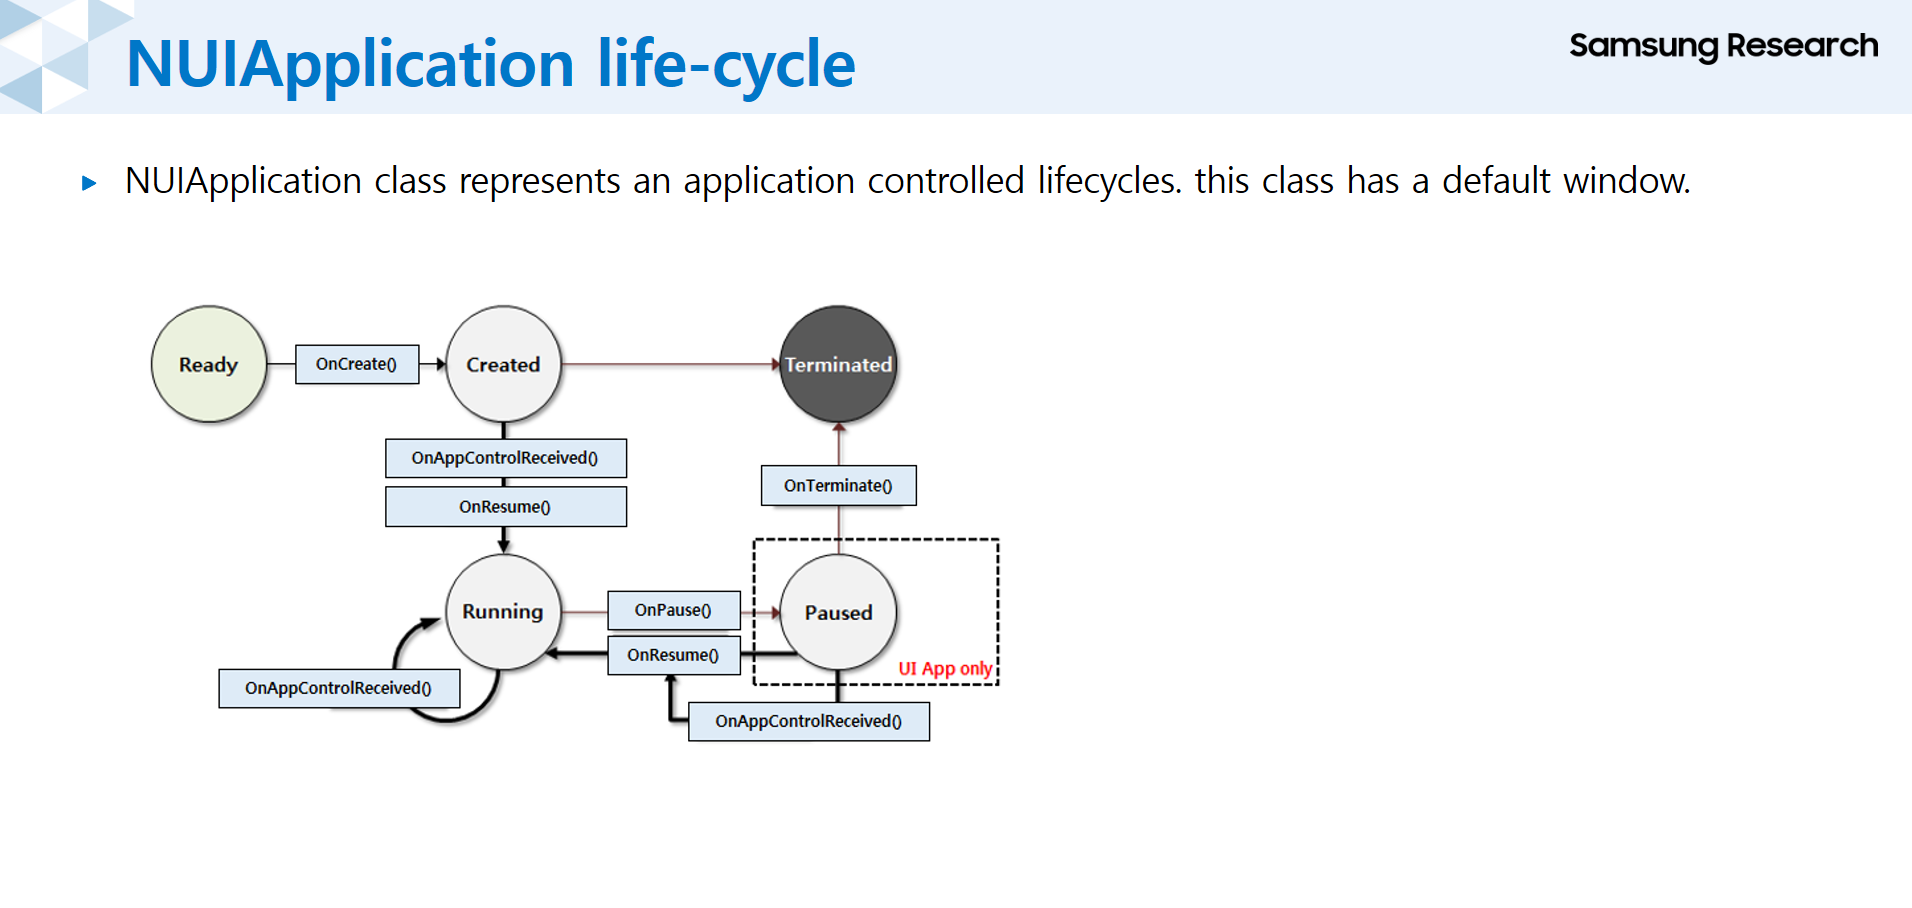 NUIApplication life-cycle
Samsung Research
NUIApplication class represents an application controlled lifecycles. this class has a default window.
Ready
OnCreate()
Created
Terminated
OnAppControlReceived()
OnResume()
OnTerminate()
Running
OnPause()
Paused
OnResume()
UI App only
OnAppControlReceived()
OnAppControlReceived()